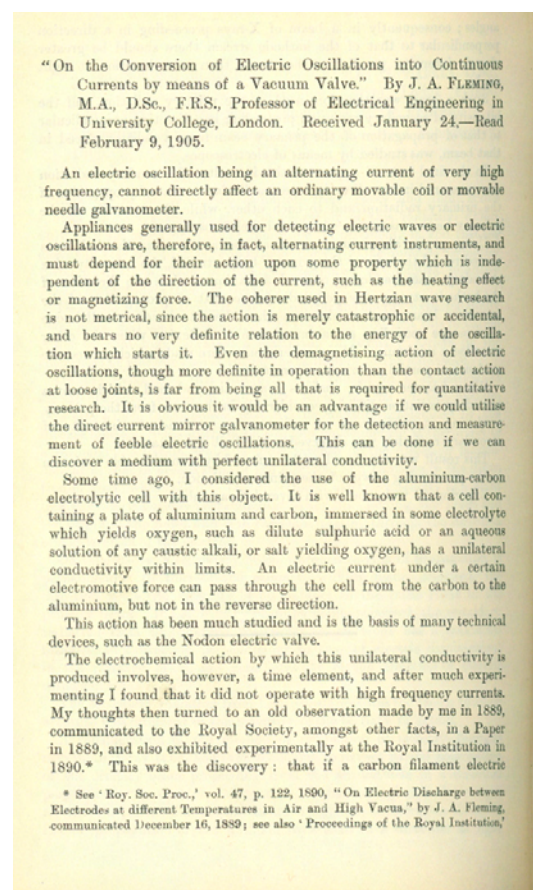 “On the Conversion of Electric Oscillations into Continuous
Currents by means of a Vacuum Valve.” By J. A. FLEMING,
M.A., D.Sc., F.R.S., Professor of Electrical Engineering in
University College, London. Received January 24,—Read
February 9, 1905.
An electric oscillation being an alternating current of very high
frequency, cannot directly affect an ordinary movable coil or movable
needle galvanometer.
Appliances generally used for detecting electric waves or electric
oscillations are, therefore, in fact, alternating current instruments, and
must depend for their action upon some property which is inde-
pendent of the direction of the current, such as the heating effect
or magnetizing force. The coherer used in Hertzian wave research
is not metrical, since the action is merely catastrophic or accidental,
and bears no very definite relation to the energy of the oscilla-
tion which starts it. Even the demagnetising action of electric
oscillations, though more definite in operation than the contact action
at loose joints, is far from being all that is required for quantitative
research. It is obvious it would be an advantage if we could utilise
the direct current mirror galvanometer for the detection and measure-
ment of feeble electric oscillations. This can be done if we can
discover a medium with perfect unilateral conductivity.
Some time ago, I considered the use of the aluminium-carbon
electrolytic cell with this object. It is well known that a cell con-
taining a plate of aluminium and carbon, immersed in some electrolyte
which yields oxygen, such as dilute sulphuric acid or an aqueous
solution of any caustic alkali, or salt yielding oxygen, has a unilateral
conductivity within limits. An electric current under a certain
electromotive force can pass through the cell from the carbon to the
aluminium, but not in the reverse direction.
This action has been much studied and is the basis of many technical
devices, such as the Nodon electric valve.
The electrochemical action by which this unilateral conductivity is
produced involves, however, a time element, and after much experi-
menting I found that it did not operate with high frequency currents.
My thoughts then turned to an old observation made by me in 1889,
communicated to the Royal Society, amongst other facts, in a Paper
in 1889, and also exhibited experimentally at the Royal Institution in
1890.* This was the discovery: that if a carbon filament electric
* See ‘Roy. Soc. Proc.,’ vol. 47, p. 122, 1890, “On Electric Discharge between
Electrodes at different Temperatures in Air and High Vacua,” by J. A. Fleming,
communicated December 16, 1889; see also ‘Proceedings of the Royal Institution,’